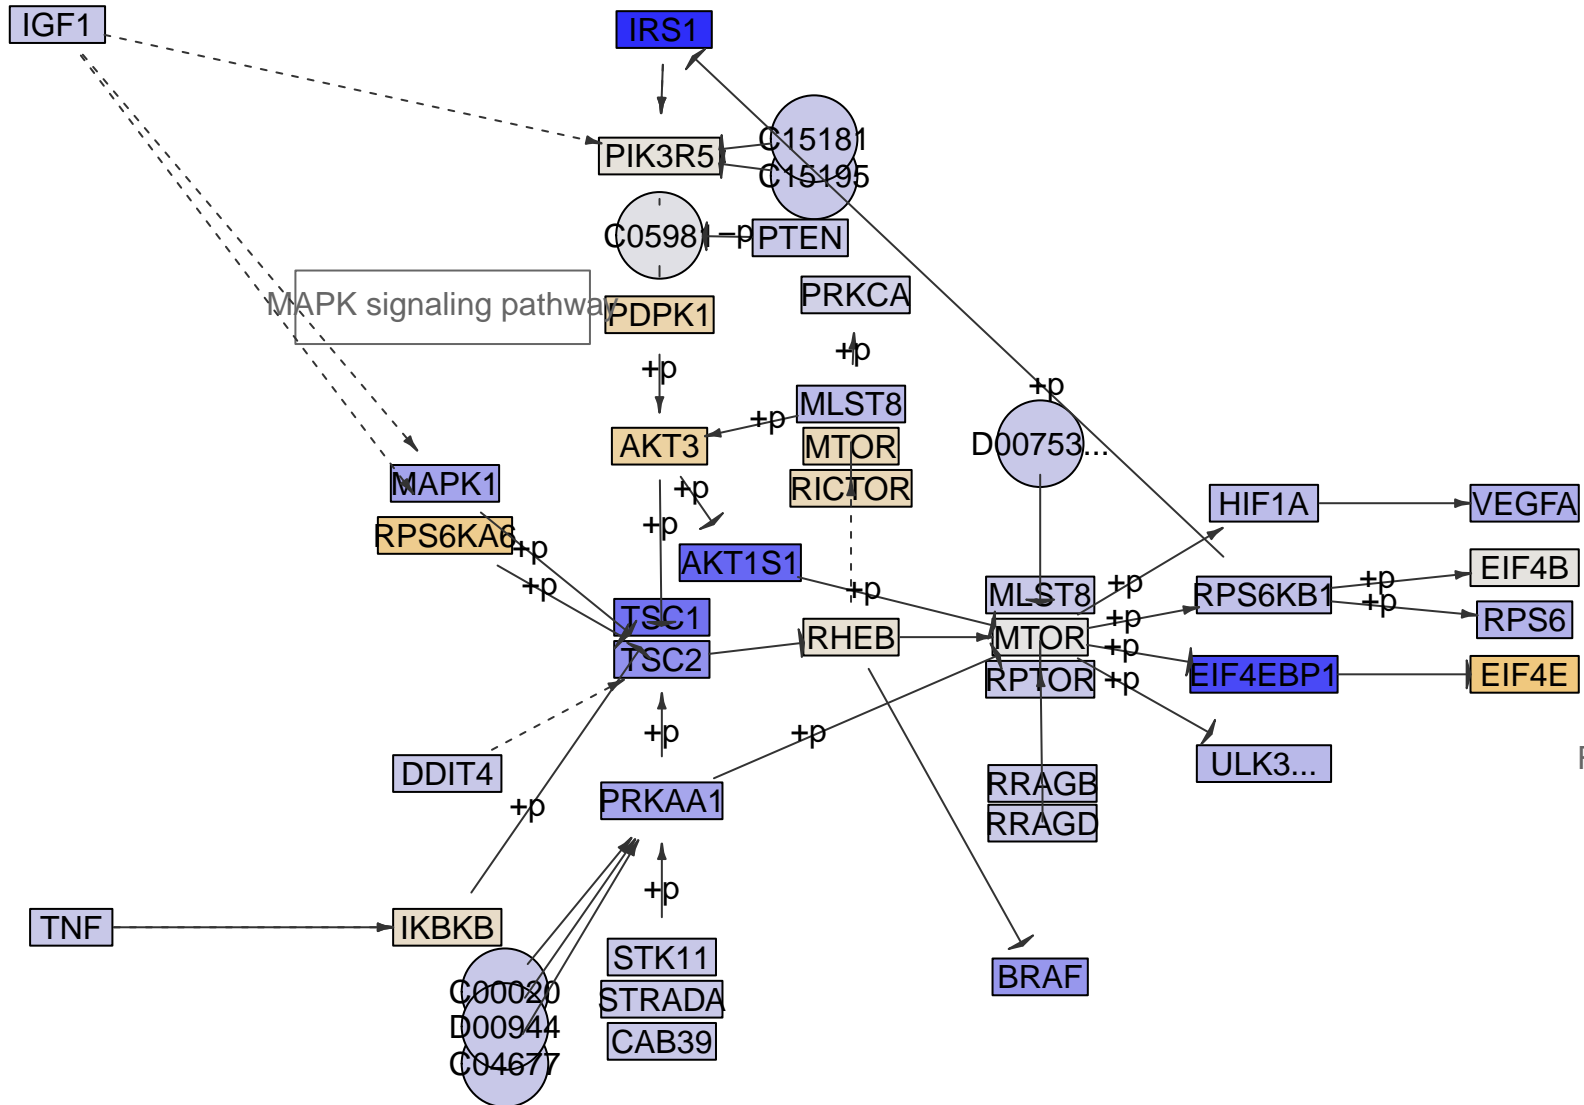 IGF1
IRS1
C15181
PIK3R5
C15195
C05981
-p
PTEN
PRKCA
MAPK signaling pathway
PDPK1
+p
+p
+p
MLST8
+p
AKT3
MTOR
D00753...
MAPK1
RICTOR
+p
HIF1A
VEGFA
RPS6KA6
+p
+p
AKT1S1
EIF4B
+p
+p
+p
+p
MLST8
RPS6KB1
+p
TSC1
+p
RPS6
RHEB
MTOR
+p
TSC2
RPTOR
+p
EIF4EBP1
EIF4E
+p
+p
DDIT4
ULK3...
PRKAA1
RRAGB
+p
RRAGD
+p
TNF
IKBKB
STK11
BRAF
C00020
STRADA
D00944
CAB39
C04677